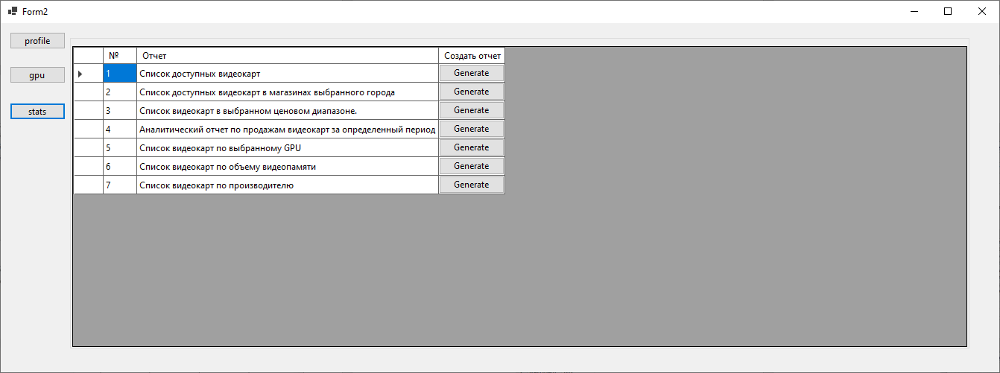 Form2
profile
gpu
stats
№ Отчет Создать отчет
1 Список доступных видеокарт Generate
2 Список доступных видеокарт в магазинах выбранного города Generate
3 Список видеокарт в выбранном ценовом диапазоне. Generate
4 Аналитический отчет по продажам видеокарт за определенный период Generate
5 Список видеокарт по выбранному GPU Generate
6 Список видеокарт по объему видеопамяти Generate
7 Список видеокарт по производителю Generate